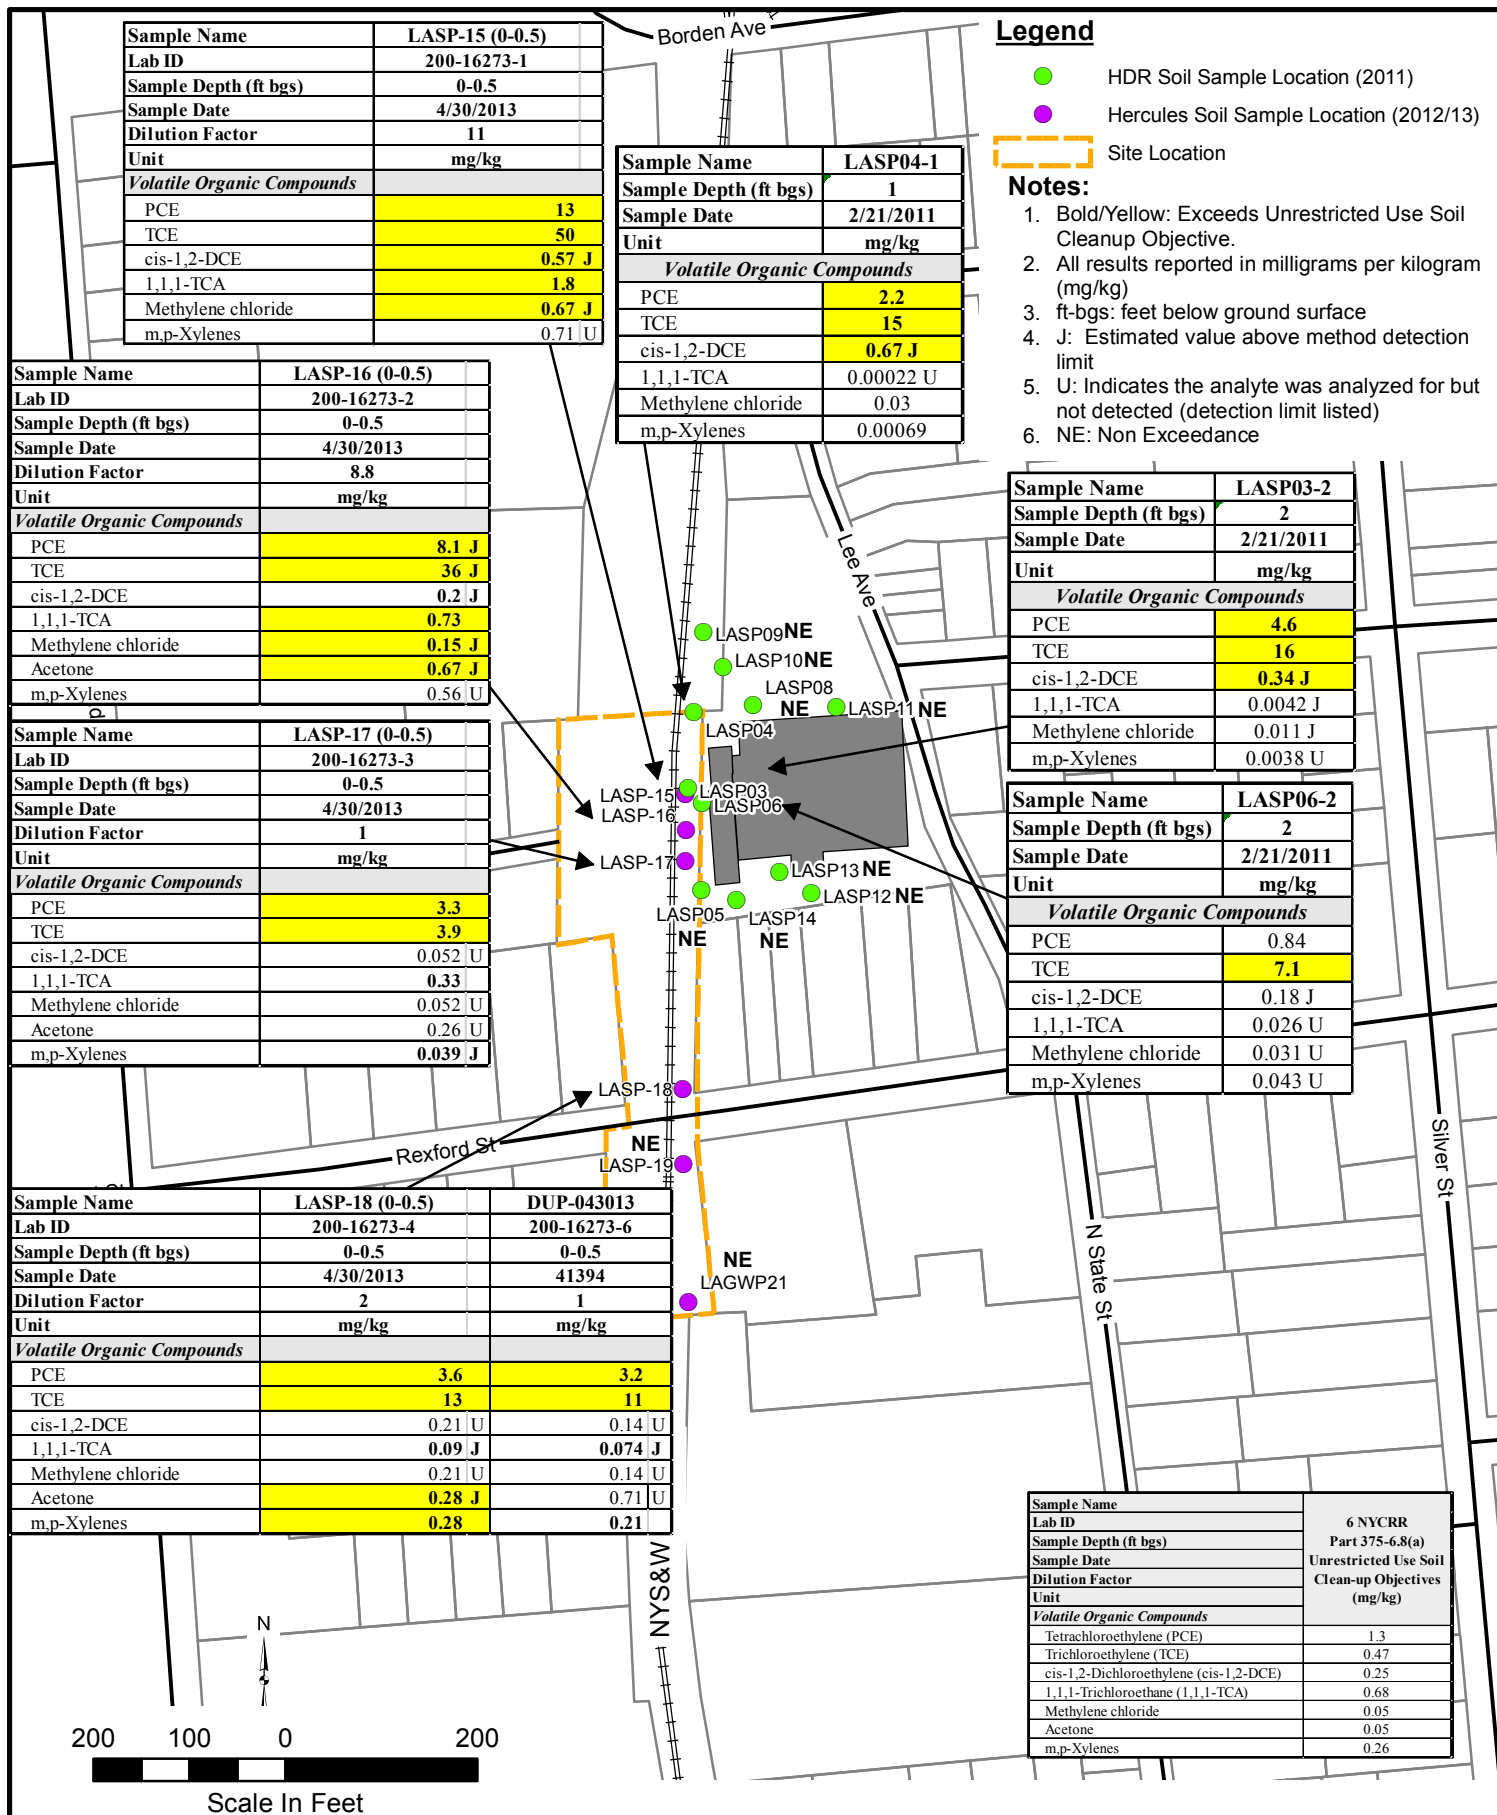 Borden Ave
Legend
HDR Soil Sample Location (2011)
Hercules Soil Sample Location (2012/13)
Site Location
Notes:
1. Bold/Yellow: Exceeds Unrestricted Use Soil
Cleanup Objective.
2. All results reported in milligrams per kilogram
(mg/kg)
3. ft-bgs: feet below ground surface
4. J: Estimated value above method detection
limit
5. U: Indicates the analyte was analyzed for but
not detected (detection limit listed)
6. NE: Non Exceedance
Sample Name LASP-15 (0-0.5)
Lab ID 200-16273-1
Sample Depth (ft bgs) 0-0.5
Sample Date 4/30/2013
Dilution Factor 11
Unit mg/kg
Volatile Organic Compounds
PCE 13
TCE 50
cis-1,2-DCE 0.57 J
1,1,1-TCA 1.8
Methylene chloride 0.67 J
m,p-Xylenes 0.71 U
Sample Name LASP04-1
Sample Depth (ft bgs) 1
Sample Date 2/21/2011
Unit mg/kg
Volatile Organic Compounds
PCE 2.2
TCE 15
cis-1,2-DCE 0.67 J
1,1,1-TCA 0.00022 U
Methylene chloride 0.03
m,p-Xylenes 0.00069
Sample Name LASP-16 (0-0.5)
Lab ID 200-16273-2
Sample Depth (ft bgs) 0-0.5
Sample Date 4/30/2013
Dilution Factor 8.8
Unit mg/kg
Volatile Organic Compounds
PCE 8.1 J
TCE 36 J
cis-1,2-DCE 0.2 J
1,1,1-TCA 0.73
Methylene chloride 0.15 J
Acetone 0.67 J
m,p-Xylenes 0.56 U
Sample Name LASP03-2
Sample Depth (ft bgs) 2
Sample Date 2/21/2011
Unit mg/kg
Volatile Organic Compounds
PCE 4.6
TCE 16
cis-1,2-DCE 0.34 J
1,1,1-TCA 0.0042 J
Methylene chloride 0.011 J
m,p-Xylenes 0.0038 U
Lee Ave
LASP09 NE
LASP10 NE
LASP08
NE
LASP11 NE
LASP04
LASP-15
LASP03
LASP06
LASP-16
LASP-17
LASP13 NE
LASP12 NE
LASP05
NE
LASP14
NE
Sample Name LASP-17 (0-0.5)
Lab ID 200-16273-3
Sample Depth (ft bgs) 0-0.5
Sample Date 4/30/2013
Dilution Factor 1
Unit mg/kg
Volatile Organic Compounds
PCE 3.3
TCE 3.9
cis-1,2-DCE 0.052 U
1,1,1-TCA 0.33
Methylene chloride 0.052 U
Acetone 0.26 U
m,p-Xylenes 0.039 J
Sample Name LASP06-2
Sample Depth (ft bgs) 2
Sample Date 2/21/2011
Unit mg/kg
Volatile Organic Compounds
PCE 0.84
TCE 7.1
cis-1,2-DCE 0.18 J
1,1,1-TCA 0.026 U
Methylene chloride 0.031 U
m,p-Xylenes 0.043 U
LASP-18
Rexford St
NE
LASP-19
NE
LAGWP21
N State St
Silver St
Sample Name LASP-18 (0-0.5) DUP-043013
Lab ID 200-16273-4 200-16273-6
Sample Depth (ft bgs) 0-0.5 0-0.5
Sample Date 4/30/2013 41394
Dilution Factor 2 1
Unit mg/kg mg/kg
Volatile Organic Compounds
PCE 3.6 3.2
TCE 13 11
cis-1,2-DCE 0.21 U 0.14 U
1,1,1-TCA 0.09 J 0.074 J
Methylene chloride 0.21 U 0.14 U
Acetone 0.28 J 0.71 U
m,p-Xylenes 0.28 0.21
NYS&W
Sample Name
Lab ID
Sample Depth (ft bgs)
Sample Date
Dilution Factor
Unit
6 NYCRR
Part 375-6.8(a)
Unrestricted Use Soil
Clean-up Objectives
(mg/kg)
Volatile Organic Compounds
Tetrachloroethylene (PCE) 1.3
Trichloroethylene (TCE) 0.47
cis-1,2-Dichloroethylene (cis-1,2-DCE) 0.25
1,1,1-Trichloroethane (1,1,1-TCA) 0.68
Methylene chloride 0.05
Acetone 0.05
m,p-Xylenes 0.26
N
200 100 0 200
Scale In Feet